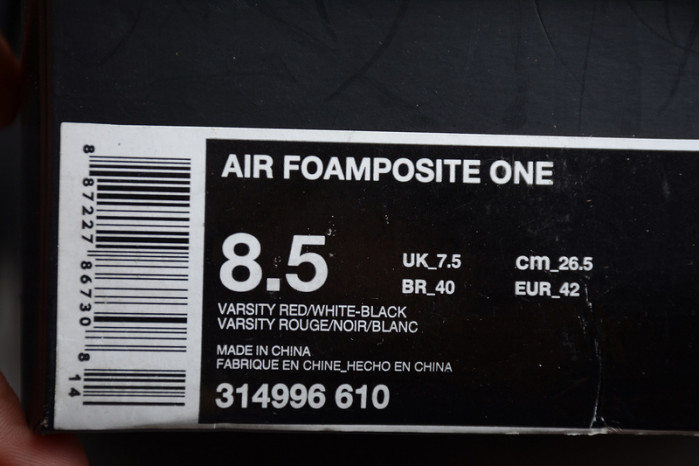 AIR FOAMPOSITE ONE
8.5
UK_7.5 cm_26.5
BR_40 EUR_42
VARSITY RED/WHITE-BLACK
VARSITY ROUGE/NOIR/BLANC
MADE IN CHINA
FABRIQUE EN CHINE_HECHO EN CHINA
314996 610
8 87227 86730 8 14